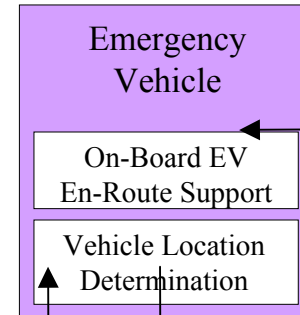 Emergency
Vehicle
On-Board EV
En-Route Support
Vehicle Location
Determination